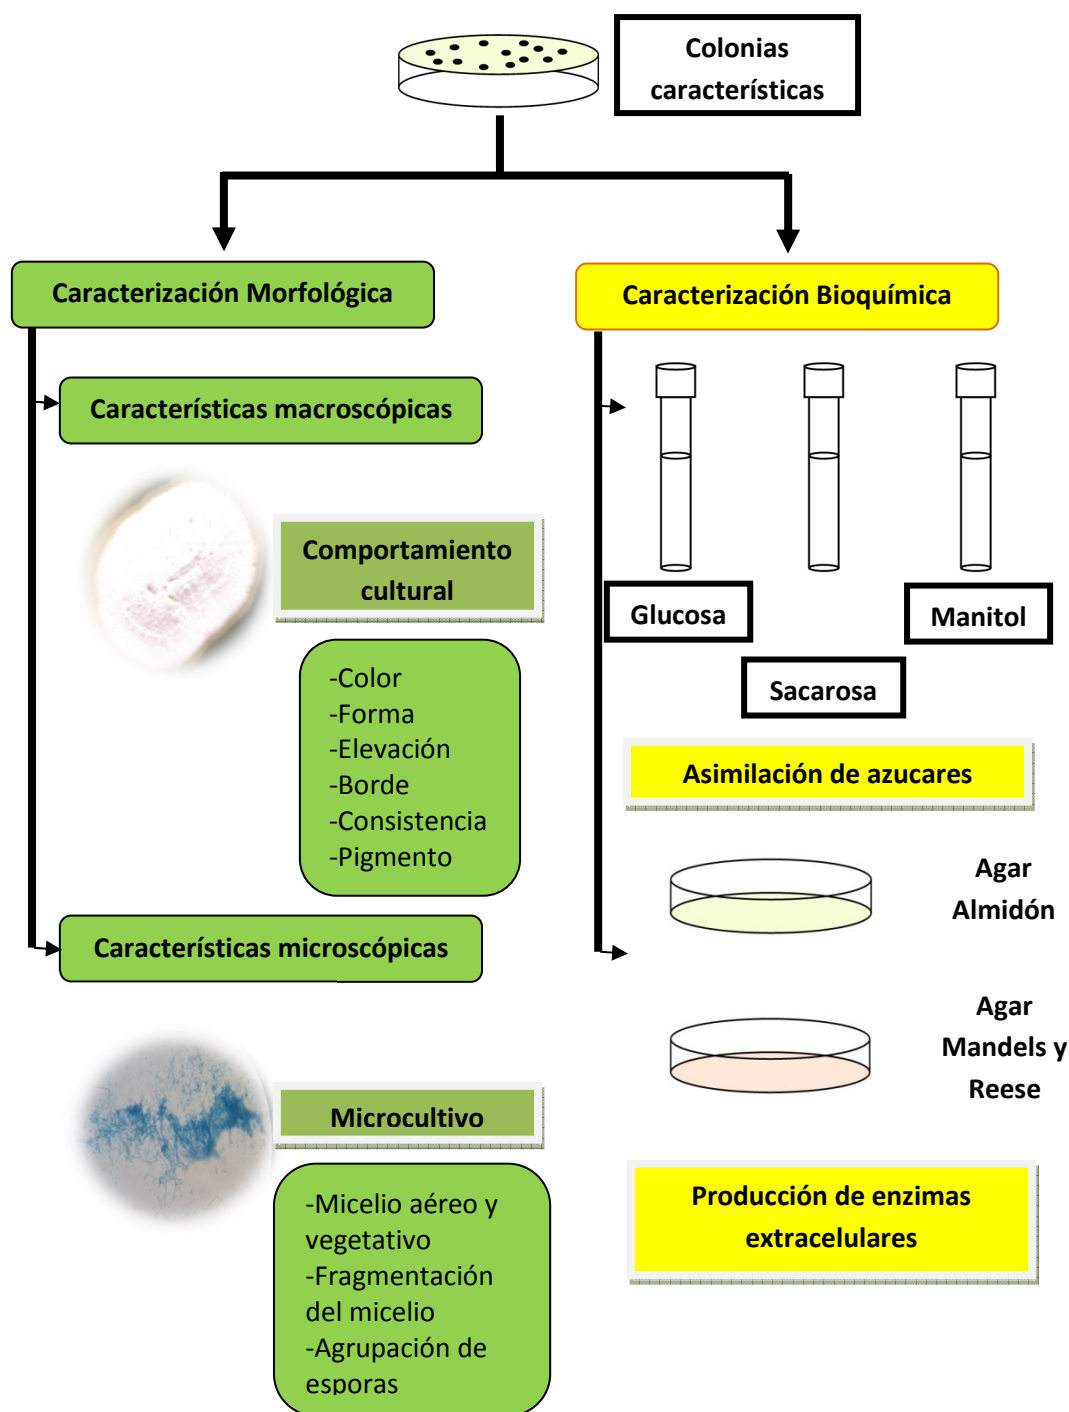 Colonias
características
Caracterización Morfológica
Características macroscópicas
Comportamiento
cultural
-Color
-Forma
-Elevación
-Borde
-Consistencia
-Pigmento
Características microscópicas
Microcultivo
-Micelio aéreo y
vegetativo
-Fragmentación
del micelio
-Agrupación de
esporas
Caracterización Bioquímica
Glucosa
Sacarosa
Manitol
Asimilación de azucares
Agar
Almidón
Agar
Mandels y
Reese
Producción de enzimas
extracelulares